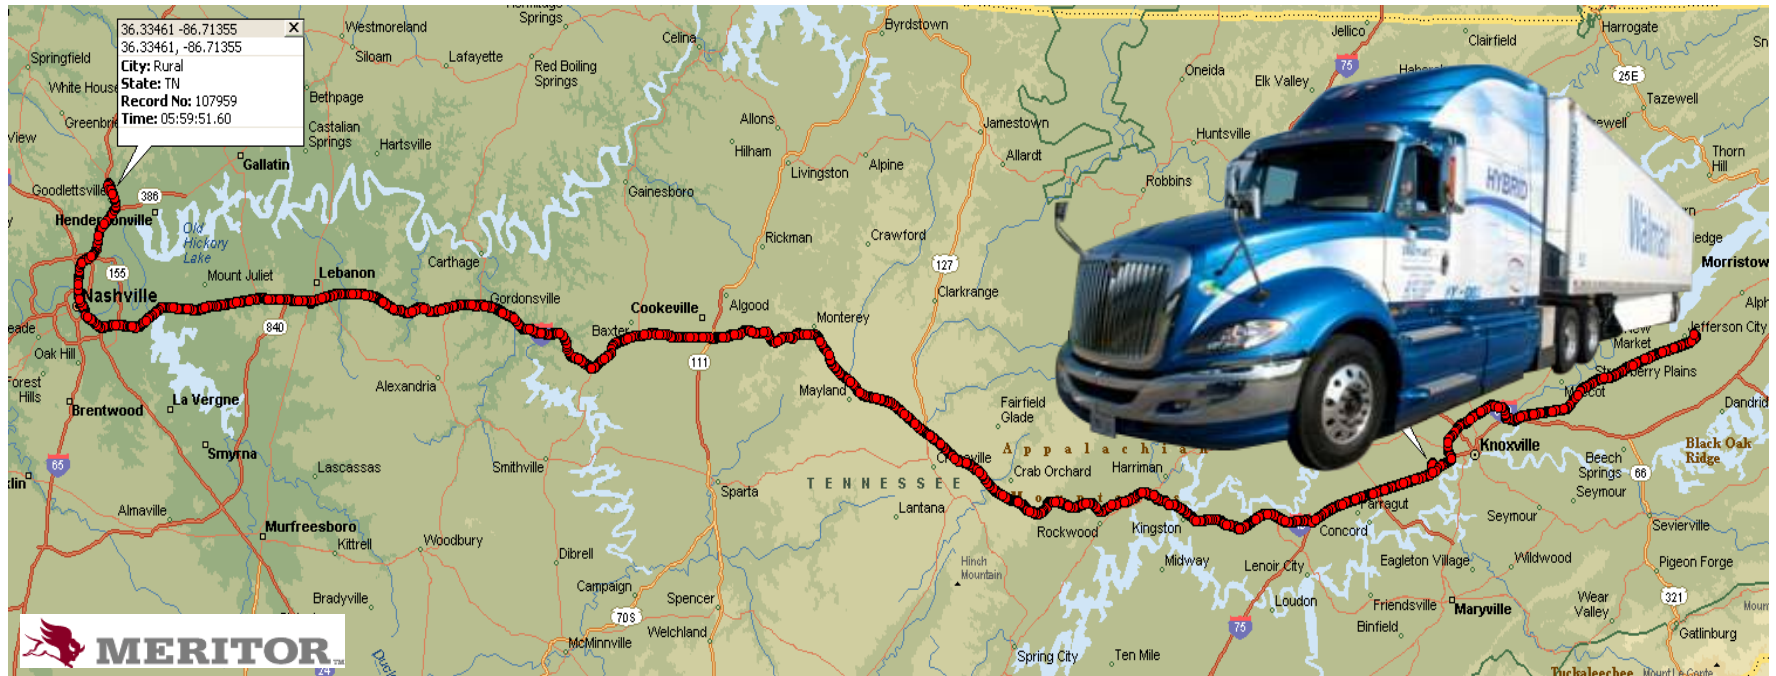 36.33461 -86.71355
36.33461, -86.71355
City: Rural
State: TN
Record No: 107959
Time: 05:59:51.60
Springs
Westmoreland
Siloam
Lafayette
Celina
Red Boiling
Springs
Byrdstown
Jellico
Clairfield
Harrogate
Springfield
White House
Bethpage
Oneida
Elk Valley
75
25E
Tazewell
View
Castalian
Springs
Hartsville
Allons
Hilham
Jamestown
Huntsville
Allardt
Alpine
Livingston
Thorn
Hill
Gallatin
Goodlettsville
386
Hendersonville
Gainesboro
Robbins
HYBRID
Walmart
Old
Hickory
Lake
Rickman
Crawford
127
Carthage
155
Mount Juliet
Lebanon
Nashville
Gordonsville
Clarkrange
Cookeville
Algood
Monterey
Baxter
840
111
Oak Hill
Jefferson City
New
Market
Forest
Hills
Alexandria
Mayland
Fairfield
Glade
La Vergne
Brentwood
Appalachian
Knoxville
Black Oak
Ridge
Smyrna
65
Lascassas
Smithville
Crab Orchard
Harriman
Beech
Springs
66
Sparta
TENNESSEE
Seymour
Almaville
Lantana
Rockwood
Kingston
Concord
Farragut
Seymour
Sevierville
Murfreesboro
Kittrell
Woodbury
Dibrell
Hinch
Mountain
Midway
Lenoir City
Eagleton Village
Wildwood
Pigeon Forge
Campaign
Spencer
Bradyville
Loudon
Friendsville
Maryville
Wear
Valley
321
70S
Welchland
75
Binfield
Gatlinburg
McMinnville
MERITOR
Spring City
Ten Mile
24
Tuckaleechee